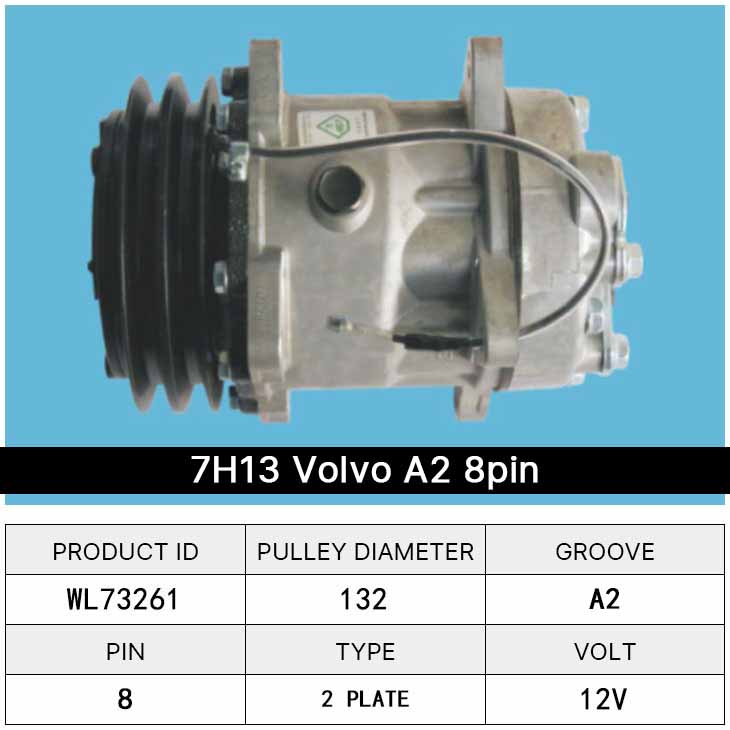 7H13 Volvo A2 8pin
PRODUCT ID PULLEY DIAMETER GROOVE
WL73261 132 A2
PIN TYPE VOLT
8 2 PLATE 12V